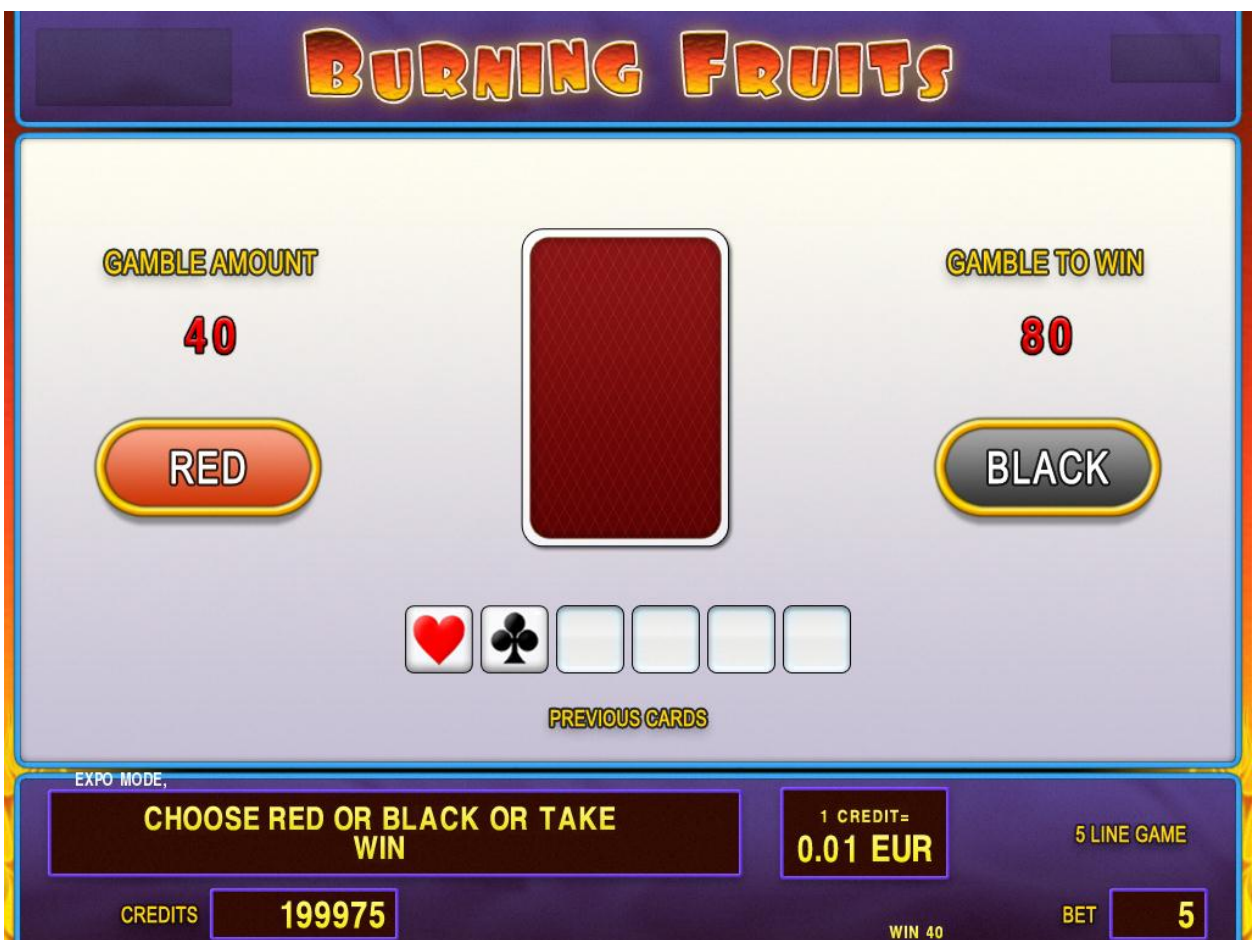 BURNING FRUITS
GAMBLE AMOUNT
40
GAMBLE TO WIN
80
RED
BLACK
PREVIOUS CARDS
EXPO MODE,
CHOOSE RED OR BLACK OR TAKE
WIN
1 CREDIT=
0.01 EUR
5 LINE GAME
CREDITS 199975
WIN 40
BET 5